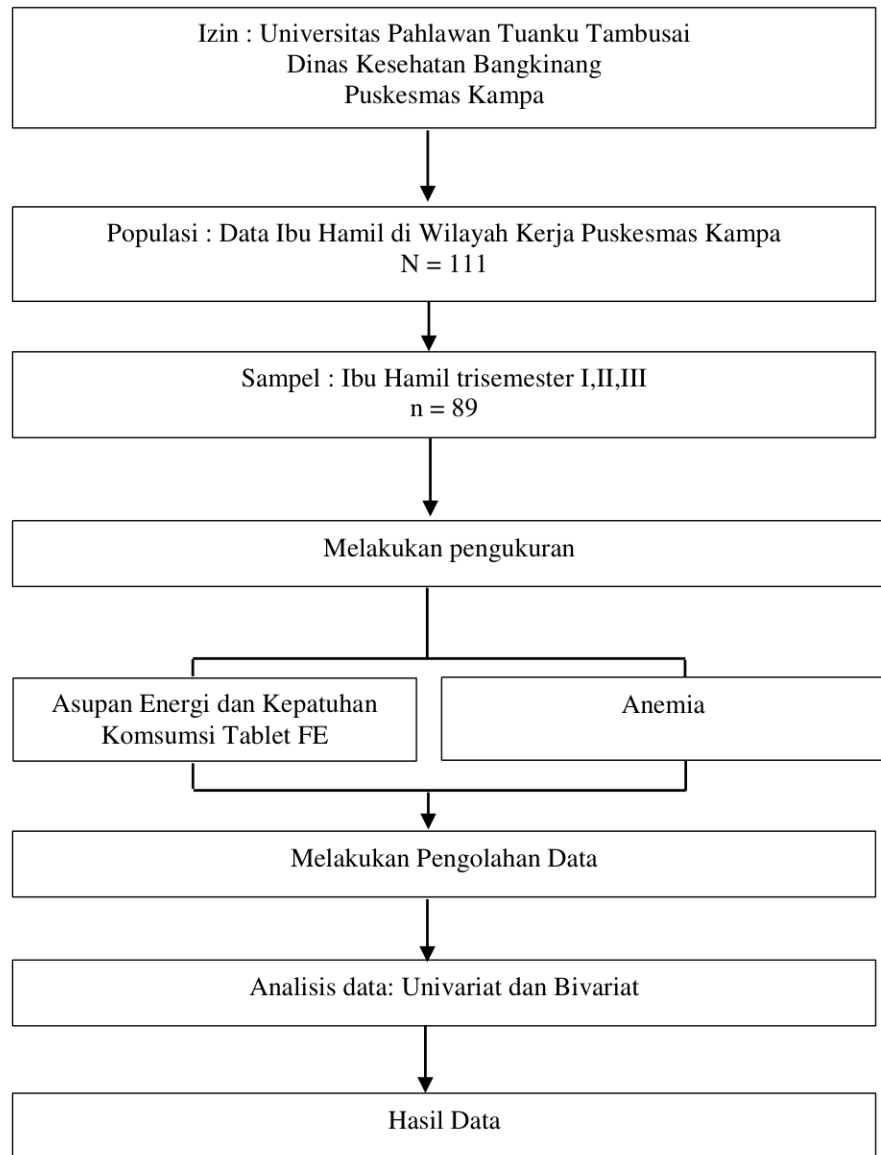 Izin : Universitas Pahlawan Tuanku Tambusai
Dinas Kesehatan Bangkinang
Puskesmas Kampa
Populasi : Data Ibu Hamil di Wilayah Kerja Puskesmas Kampa
N = 111
Sampel : Ibu Hamil trisemester I,II,III
n = 89
Melakukan pengukuran
Asupan Energi dan Kepatuhan
Komsumsi Tablet FE
Anemia
Melakukan Pengolahan Data
Analisis data: Univariat dan Bivariat
Hasil Data